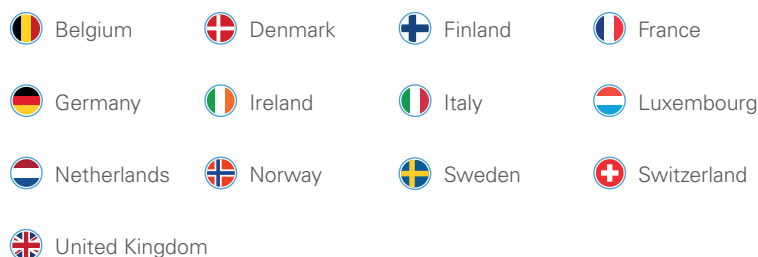 Belgium Denmark Finland France
Germany Ireland Italy Luxembourg
Netherlands Norway Sweden Switzerland
United Kingdom